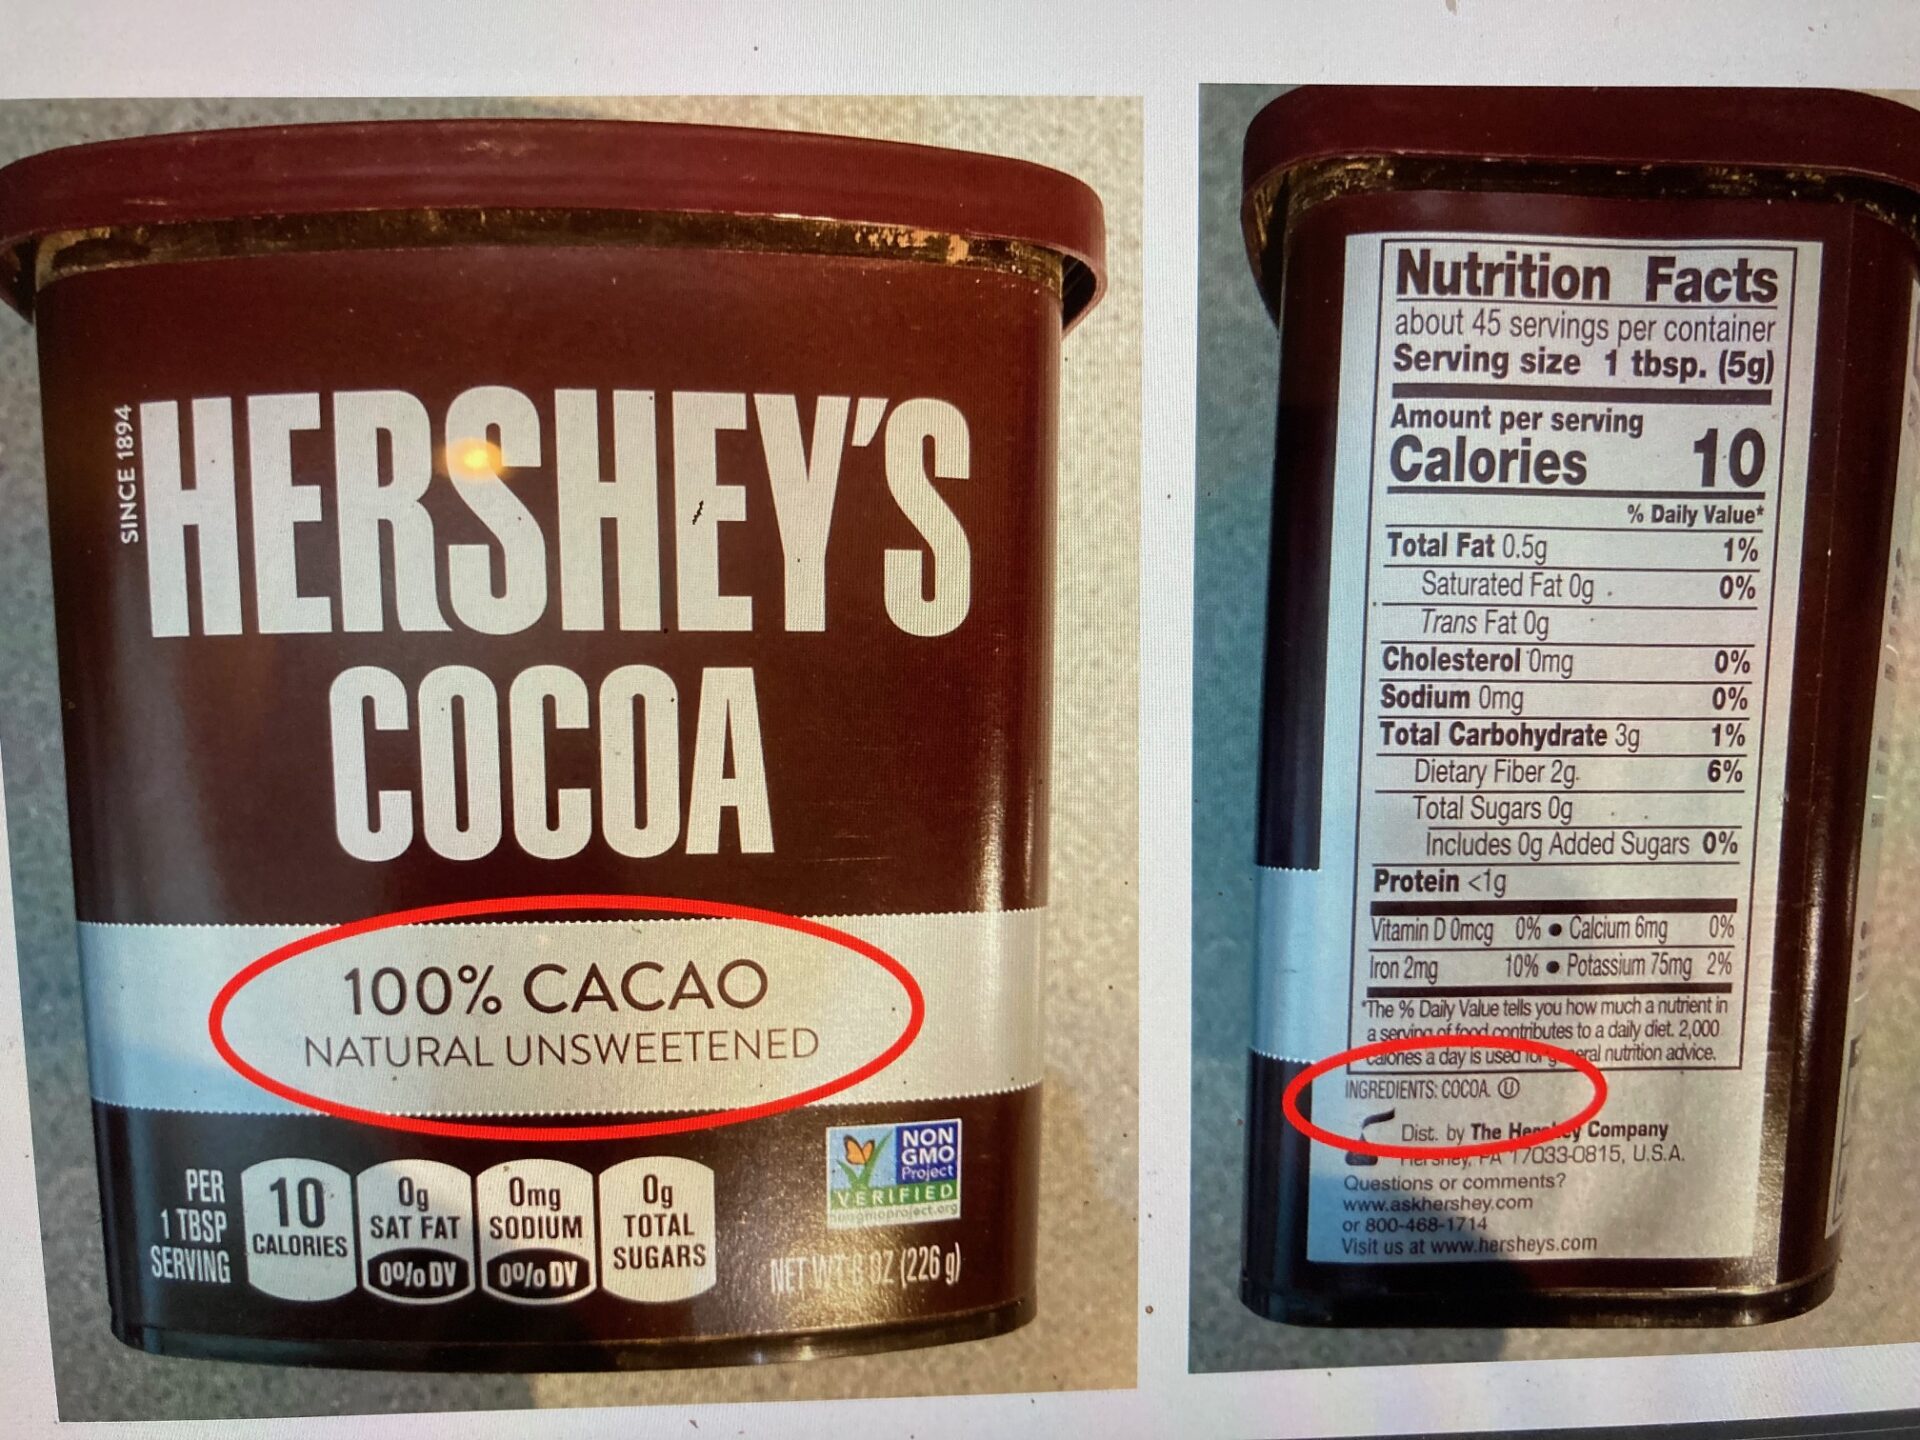 SINCE 1894
HERSHEY'S
COCOA
100% CACAO
NATURAL UNSWEETENED
PER
1 TBSP
SERVING
10
CALORIES
0g
SAT FAT
0% DV
0mg
SODIUM
0% DV
0g
TOTAL
SUGARS
NON
GMO
Project
VERIFIED
nongmoproject.org
NET WT 8 OZ (226 g)
Nutrition Facts
about 45 servings per container
Serving size 1 tbsp. (5g)
Amount per serving
Calories 10
% Daily Value*
Total Fat 0.5g 1%
Saturated Fat 0g 0%
Trans Fat 0g
Cholesterol 0mg 0%
Sodium 0mg 0%
Total Carbohydrate 3g 1%
Dietary Fiber 2g 6%
Total Sugars 0g
Includes 0g Added Sugars 0%
Protein <1g
Vitamin D 0mcg 0% • Calcium 6mg 0%
Iron 2mg 10% • Potassium 75mg 2%
*The % Daily Value tells you how much a nutrient in
a serving of food contributes to a daily diet. 2,000
calories a day is used for general nutrition advice.
INGREDIENTS: COCOA. Ⓤ
Dist. by The Hershey Company
Hershey, PA 17033-0815, U.S.A.
Questions or comments?
www.askhershey.com
or 800-468-1714
Visit us at www.hersheys.com